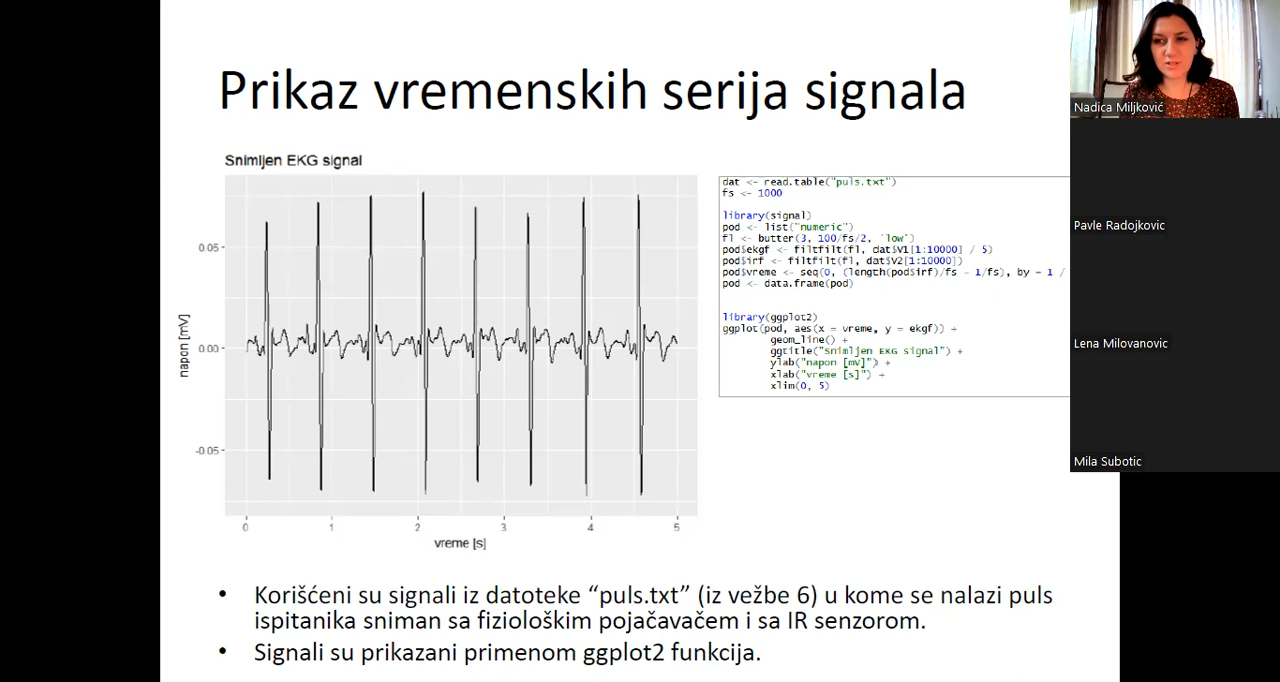 Prikaz vremenskih serija signala
Snimljen EKG signal
napon [mV]
0.05
0.00
-0.05
0 1 2 3 4 5
vreme [s]
dat <- read.table("puls.txt")
fs <- 1000
library(signal)
pod <- list("numeric")
fl <- butter(3, 100/fs/2, 'low')
pod$ekgf <- filtfilt(fl, dat$V1[1:10000] / 5)
pod$irf <- filtfilt(fl, dat$V2[1:10000])
pod$vreme <- seq(0, (length(pod$irf)/fs - 1/fs), by = 1 /
pod <- data.frame(pod)
library(ggplot2)
ggplot(pod, aes(x = vreme, y = ekgf)) +
geom_line() +
ggtitle("Snimljen EKG signal") +
ylab("napon [mV]") +
xlab("vreme [s]") +
xlim(0, 5)
• Korišćeni su signali iz datoteke “puls.txt” (iz vežbe 6) u kome se nalazi puls
ispitanika sniman sa fiziološkim pojačavačem i sa IR senzorom.
• Signali su prikazani primenom ggplot2 funkcija.
Nadica Miljković
Pavle Radojkovic
Lena Milovanovic
Mila Subotic